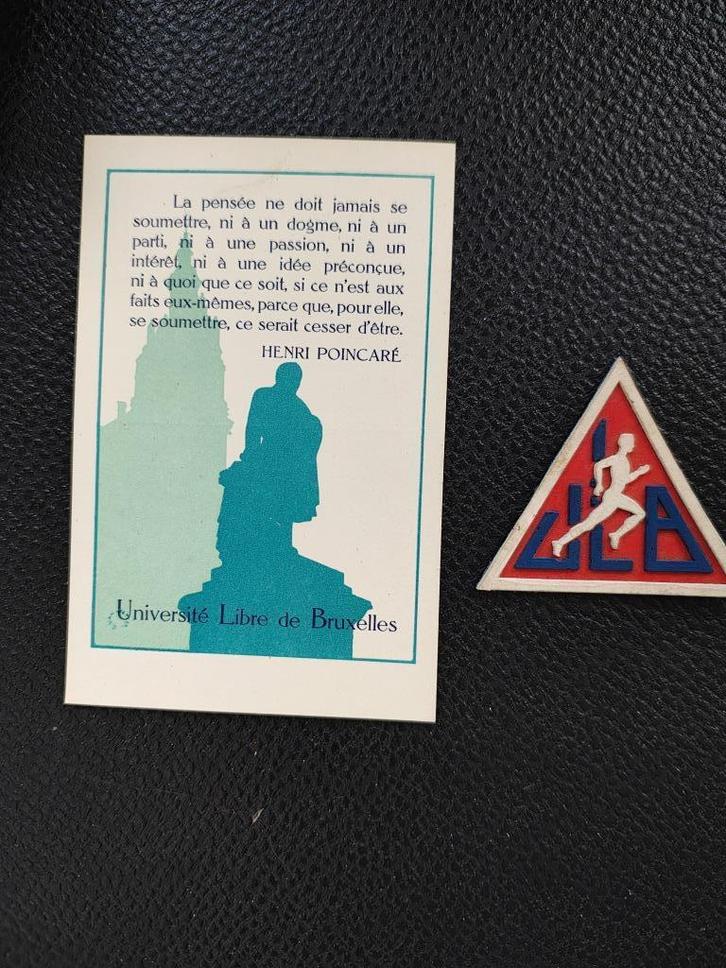 La pensée ne doit jamais se
soumettre, ni à un dogme, ni à un
parti, ni à une passion, ni à un
intérêt, ni à une idée préconçue,
ni à quoi que ce soit, si ce n'est aux
faits eux-mêmes, parce que, pour elle,
se soumettre, ce serait cesser d'être.
HENRI POINCARÉ
Université Libre de Bruxelles
ULB